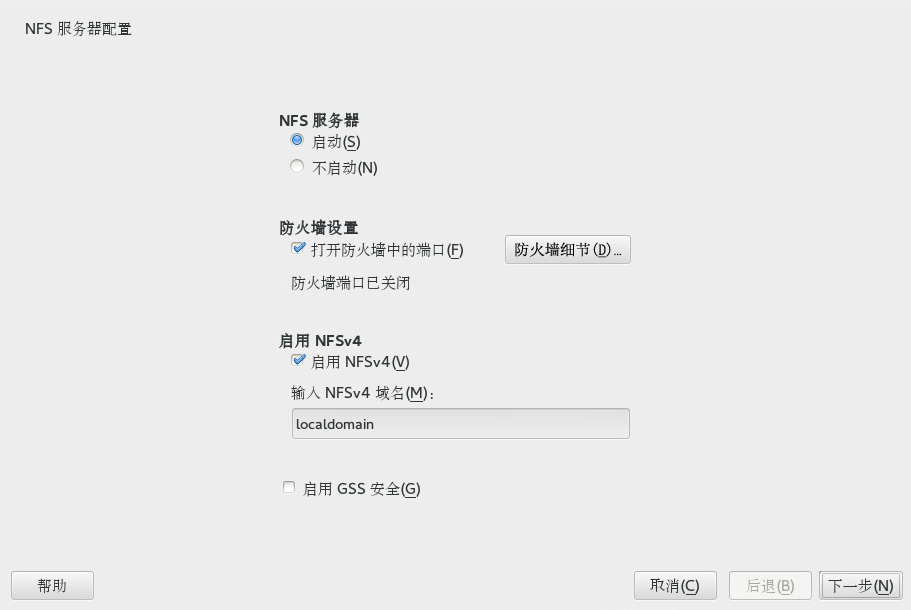 NFS 服务器配置
NFS 服务器
启动(S)
不启动(N)
防火墙设置
打开防火墙中的端口(F)
防火墙细节(D)...
防火墙端口已关闭
启用 NFSv4
启用 NFSv4(V)
输入 NFSv4 域名(M):
localdomain
启用 GSS 安全(G)
帮助
取消(C)
后退(B)
下一步(N)